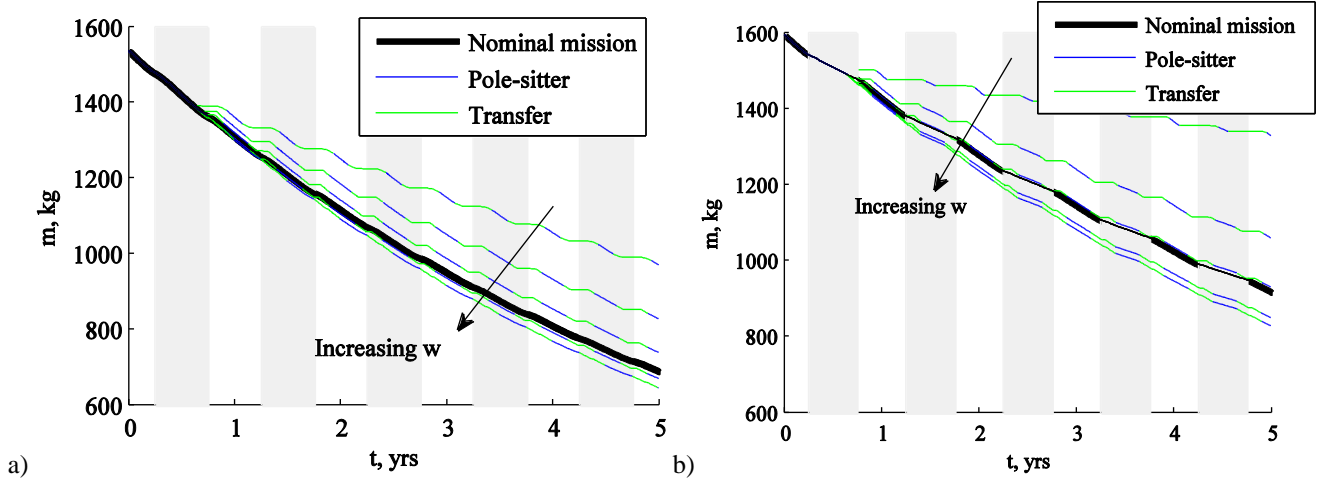 1600
1400
1200
1000
800
600
m, kg
0 1 2 3 4 5
t, yrs
Nominal mission
Pole-sitter
Transfer
Increasing w
a)
1600
1400
1200
1000
800
600
m, kg
0 1 2 3 4 5
t, yrs
Nominal mission
Pole-sitter
Transfer
Increasing w
b)